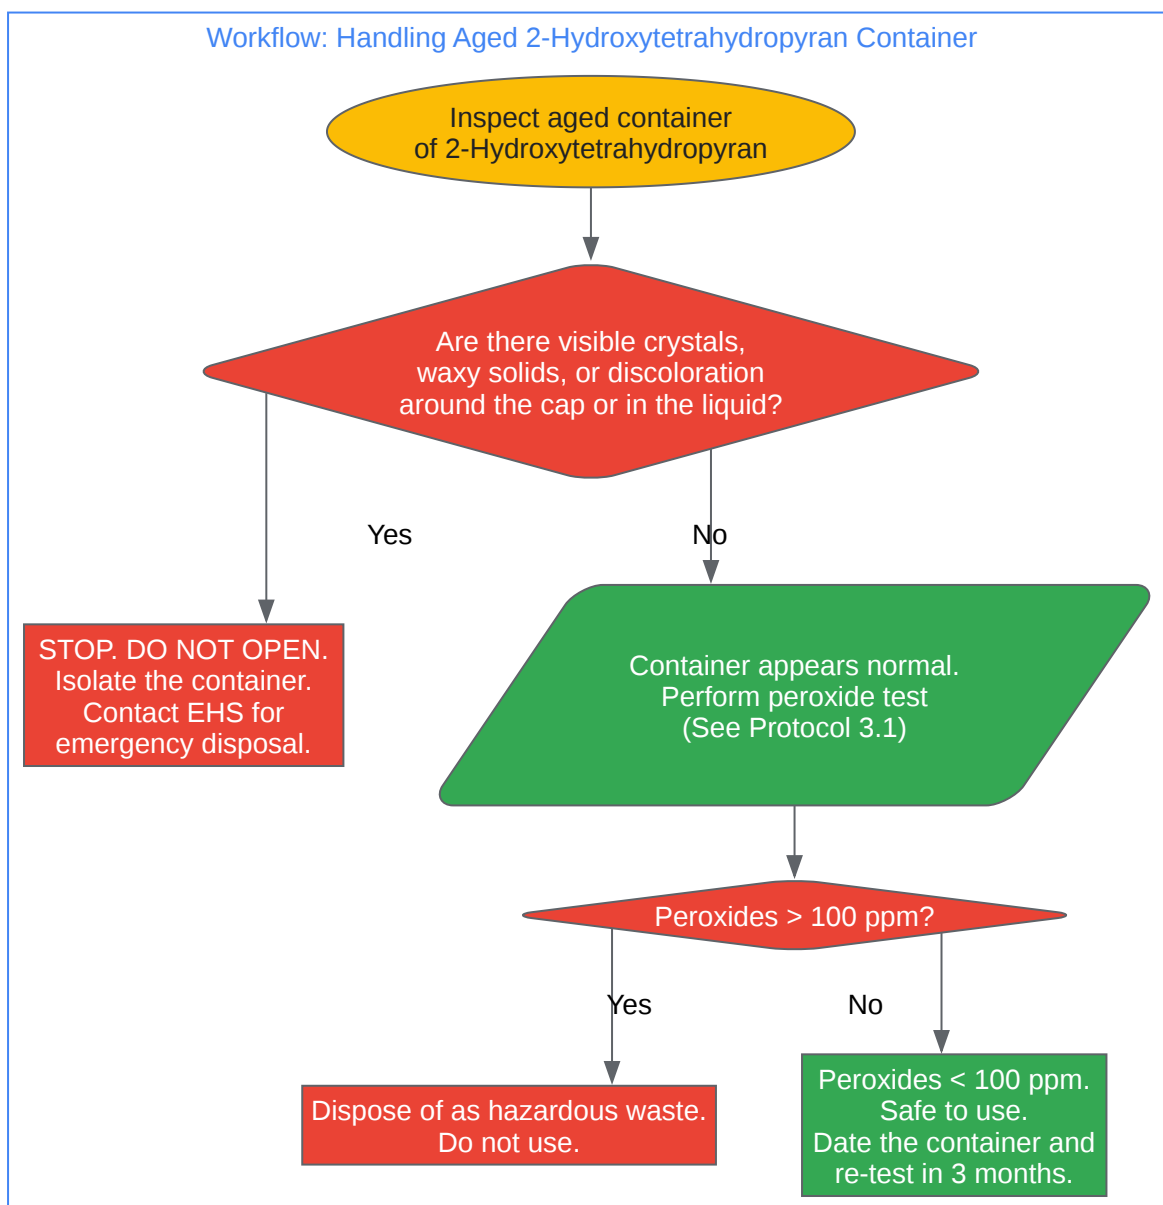 Workflow: Handling Aged 2-Hydroxytetrahydropyran Container
Inspect aged container
of 2-Hydroxytetrahydropyran
Are there visible crystals,
waxy solids, or discoloration
around the cap or in the liquid?
Yes
No
STOP. DO NOT OPEN.
Isolate the container.
Contact EHS for
emergency disposal.
Container appears normal.
Perform peroxide test
(See Protocol 3.1)
Peroxides > 100 ppm?
Yes
No
Dispose of as hazardous waste.
Do not use.
Peroxides < 100 ppm.
Safe to use.
Date the container and
re-test in 3 months.